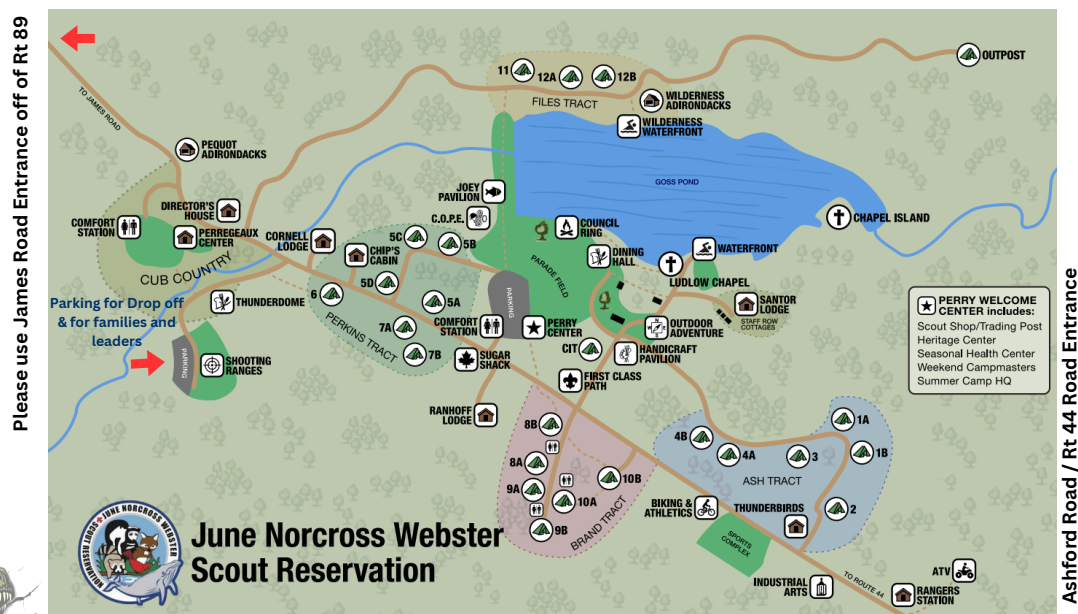 Please use James Road Entrance off of Rt 89
TO JAMES ROAD
PEQUOT
ADIRONDACKS
COMFORT
STATION
DIRECTOR'S
HOUSE
PERREGEAUX
CENTER
CUB COUNTRY
Parking for Drop off
& for families and
leaders
THUNDERDOME
PARKING
SHOOTING
RANGES
CORNELL
LODGE
CHIP'S
CABIN
5C
5B
5D
5A
6
7A
7B
PERKINS TRACT
COMFORT
STATION
SUGAR
SHACK
RANHOFF
LODGE
11
12A
12B
FILES TRACT
WILDERNESS
ADIRONDACKS
WILDERNESS
WATERFRONT
OUTPOST
GOSS POND
JOEY
PAVILION
C.O.P.E.
COUNCIL
RING
PARADE FIELD
DINING
HALL
PARKING
PERRY
CENTER
CIT
FIRST CLASS
PATH
HANDICRAFT
PAVILION
OUTDOOR
ADVENTURE
LUDLOW CHAPEL
WATERFRONT
CHAPEL ISLAND
SANTOR
LODGE
STAFF ROW
COTTAGES
PERRY WELCOME
CENTER includes:
Scout Shop/Trading Post
Heritage Center
Seasonal Health Center
Weekend Campmasters
Summer Camp HQ
8B
8A
9A
9B
10A
10B
BRAND TRACT
4B
4A
3
1A
1B
2
ASH TRACT
THUNDERBIRDS
BIKING &
ATHLETICS
SPORTS
COMPLEX
INDUSTRIAL
ARTS
TO ROUTE 44
RANGERS
STATION
ATV
Ashford Road / Rt 44 Road Entrance
JUNE NORCROSS WEBSTER
SCOUT RESERVATION
June Norcross Webster
Scout Reservation